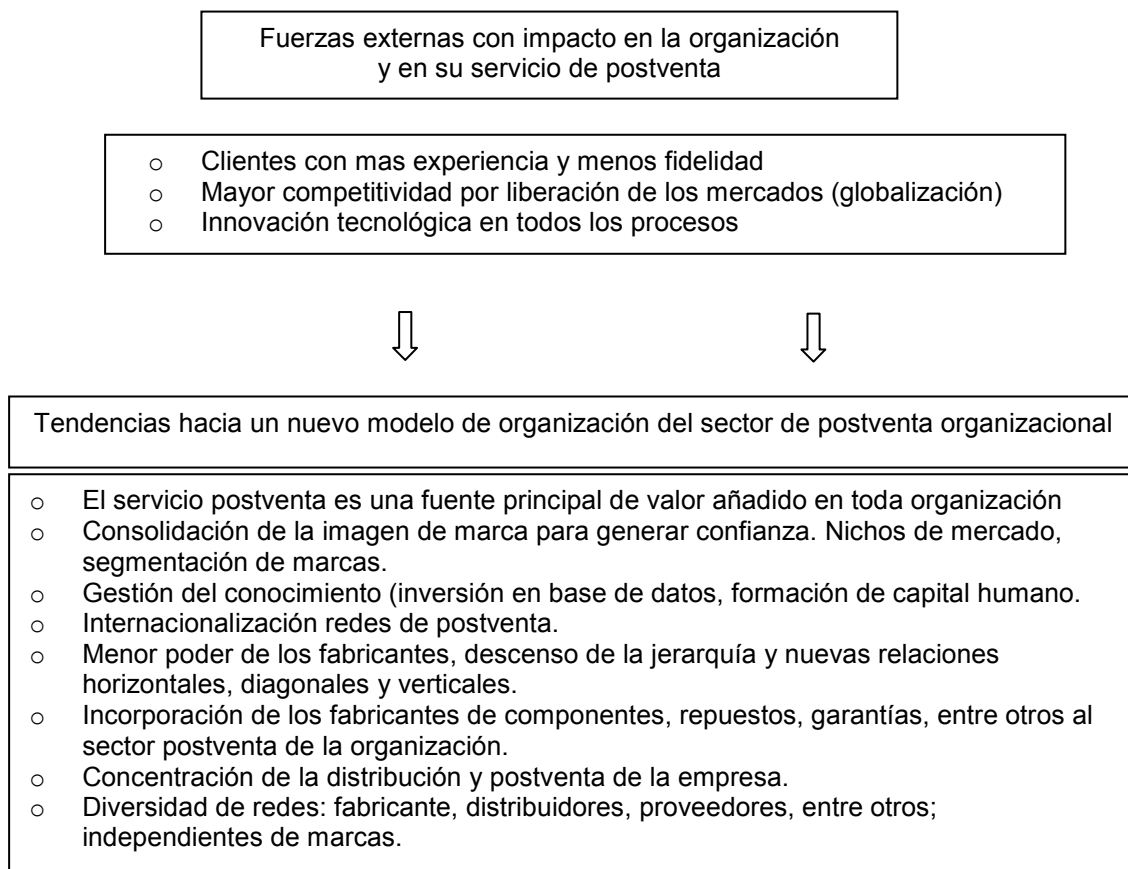 Fuerzas externas con impacto en la organización
y en su servicio de postventa
o Clientes con mas experiencia y menos fidelidad
o Mayor competitividad por liberación de los mercados (globalización)
o Innovación tecnológica en todos los procesos
Tendencias hacia un nuevo modelo de organización del sector de postventa organizacional
o El servicio postventa es una fuente principal de valor añadido en toda organización
o Consolidación de la imagen de marca para generar confianza. Nichos de mercado,
segmentación de marcas.
o Gestión del conocimiento (inversión en base de datos, formación de capital humano.
o Internacionalización redes de postventa.
o Menor poder de los fabricantes, descenso de la jerarquía y nuevas relaciones
horizontales, diagonales y verticales.
o Incorporación de los fabricantes de componentes, repuestos, garantías, entre otros al
sector postventa de la organización.
o Concentración de la distribución y postventa de la empresa.
o Diversidad de redes: fabricante, distribuidores, proveedores, entre otros;
independientes de marcas.